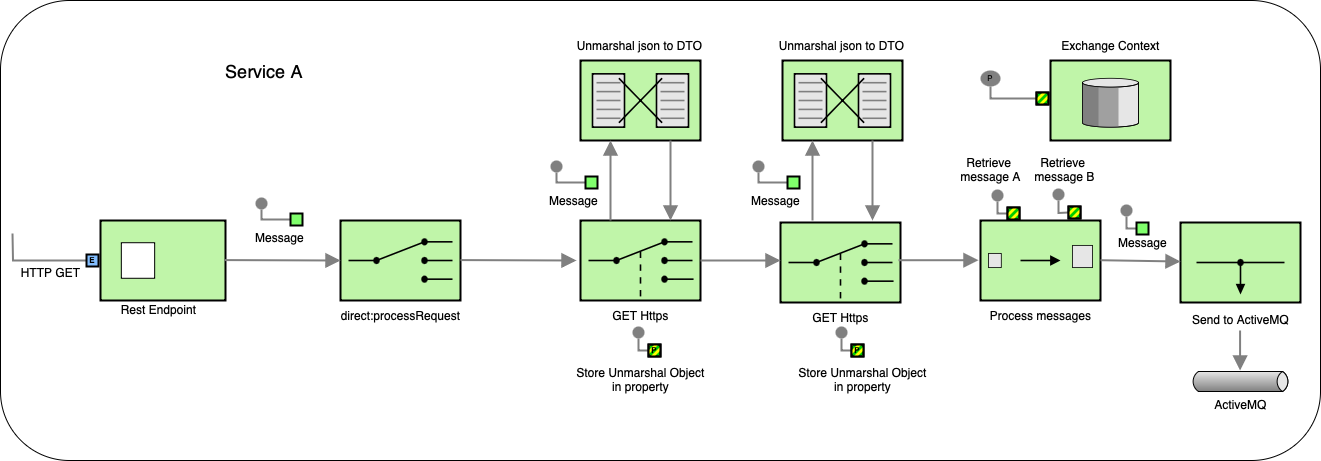 Unmarshal json to DTO
Unmarshal json to DTO
Exchange Context
Service A
P
Retrieve
message A
Retrieve
message B
Message
Message
Message
Message
HTTP GET
E
Rest Endpoint
direct:processRequest
GET Https
GET Https
Process messages
Send to ActiveMQ
P
P
Store Unmarshal Object
in property
Store Unmarshal Object
in property
ActiveMQ